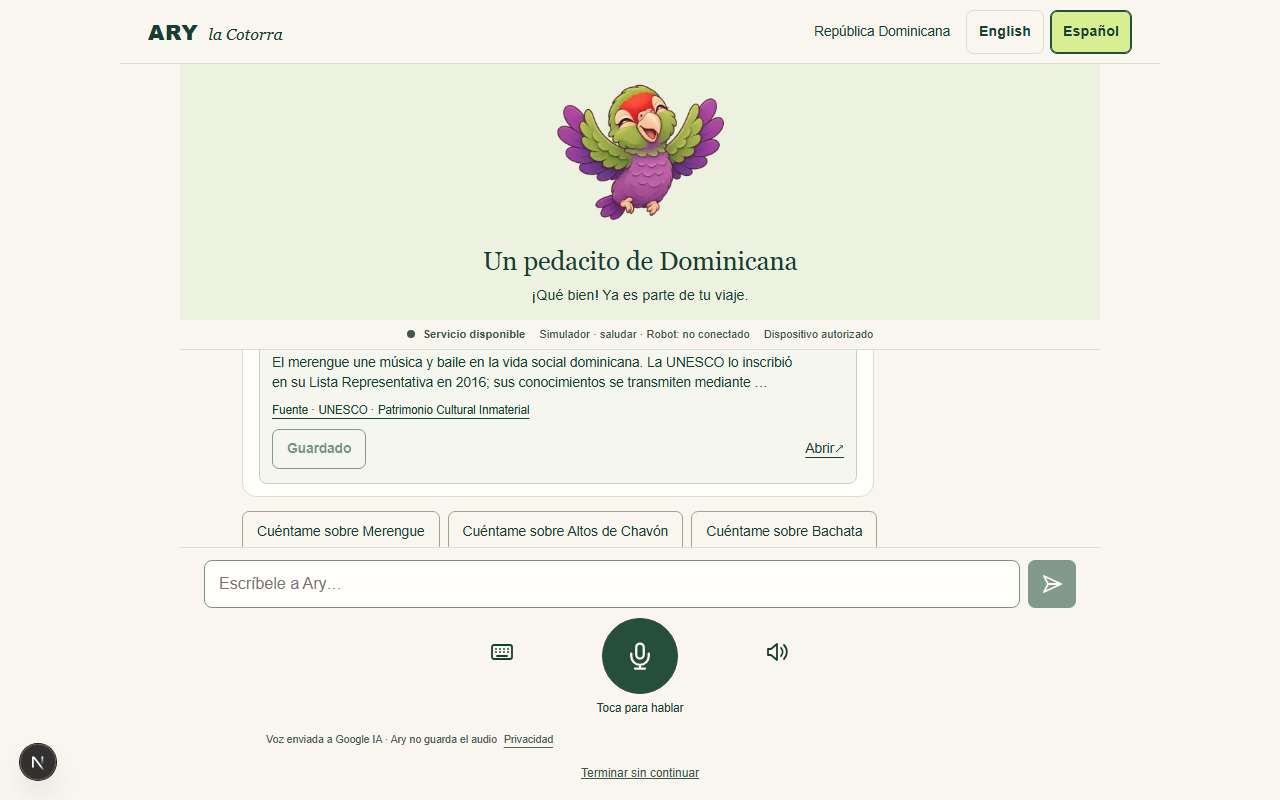 ARY la Cotorra
República Dominicana
English
Español
Un pedacito de Dominicana
¡Qué bien! Ya es parte de tu viaje.
Servicio disponible Simulador · saludar · Robot: no conectado Dispositivo autorizado
El merengue une música y baile en la vida social dominicana. La UNESCO lo inscribió
en su Lista Representativa en 2016; sus conocimientos se transmiten mediante …
Fuente · UNESCO · Patrimonio Cultural Inmaterial
Guardado
Abrir↗
Cuéntame sobre Merengue
Cuéntame sobre Altos de Chavón
Cuéntame sobre Bachata
Escríbele a Ary…
Toca para hablar
Voz enviada a Google IA · Ary no guarda el audio Privacidad
N
Terminar sin continuar